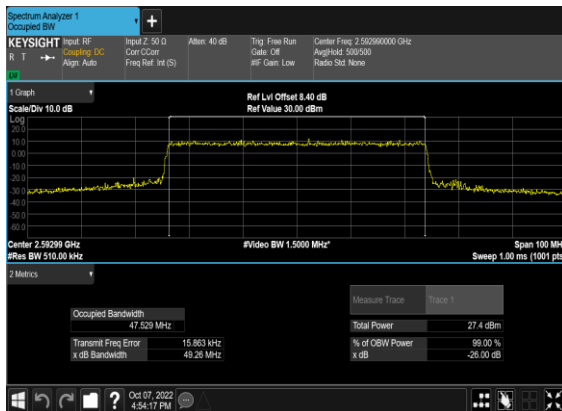 Spectrum Analyzer 1
Occupied BW
KEYSIGHT
R T
Input: RF
Coupling: DC
Align: Auto
Input Z: 50 Ω
Corr CCorr
Freq Ref: Int (S)
Atten: 40 dB
Trig: Free Run
Gate: Off
#IF Gain: Low
Center Freq: 2.592990000 GHz
Avg|Hold: 500/500
Radio Std: None
1 Graph
Scale/Div 10.0 dB
Ref Lvl Offset 8.40 dB
Ref Value 30.00 dBm
Log
20.0
10.0
0.00
-10.0
-20.0
-30.0
-40.0
-50.0
-60.0
Center 2.59299 GHz
#Video BW 1.5000 MHz*
Span 100 MH
#Res BW 510.00 kHz
Sweep 1.00 ms (1001 pts
2 Metrics
Measure Trace
Trace 1
Occupied Bandwidth
47.529 MHz
Total Power
27.4 dBm
Transmit Freq Error
15.863 kHz
% of OBW Power
99.00 %
x dB Bandwidth
49.26 MHz
x dB
-26.00 dB
?
Oct 07, 2022
4:54:17 PM